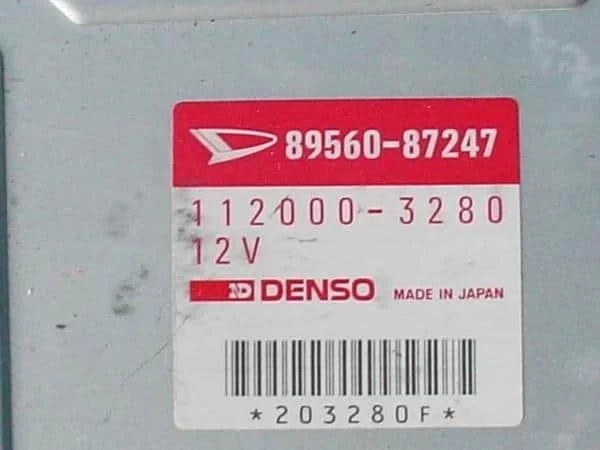 89560-87247
112000-3280
12V
DENSO MADE IN JAPAN
*203280F*